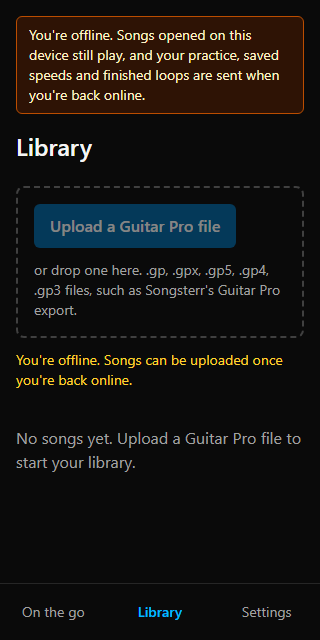 You're offline. Songs opened on this
device still play, and your practice, saved
speeds and finished loops are sent when
you're back online.
Library
Upload a Guitar Pro file
or drop one here. .gp, .gpx, .gp5, .gp4,
.gp3 files, such as Songsterr's Guitar Pro
export.
You're offline. Songs can be uploaded once
you're back online.
No songs yet. Upload a Guitar Pro file to
start your library.
On the go
Library
Settings